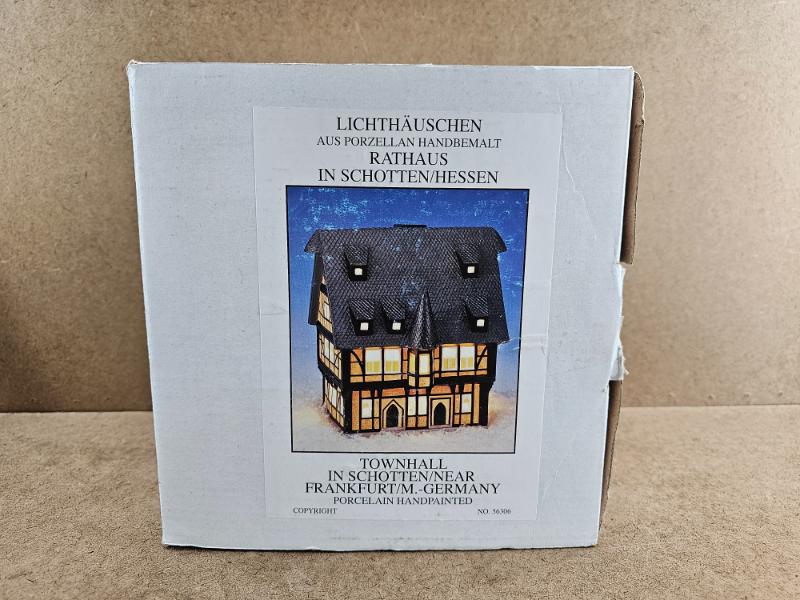 LICHTHÄUSCHEN
AUS PORZELLAN HANDBEMALT
RATHAUS
IN SCHOTTEN/HESSEN
TOWNHALL
IN SCHOTTEN/NEAR
FRANKFURT/M.-GERMANY
PORCELAIN HANDPAINTED
COPYRIGHT NO. 56306